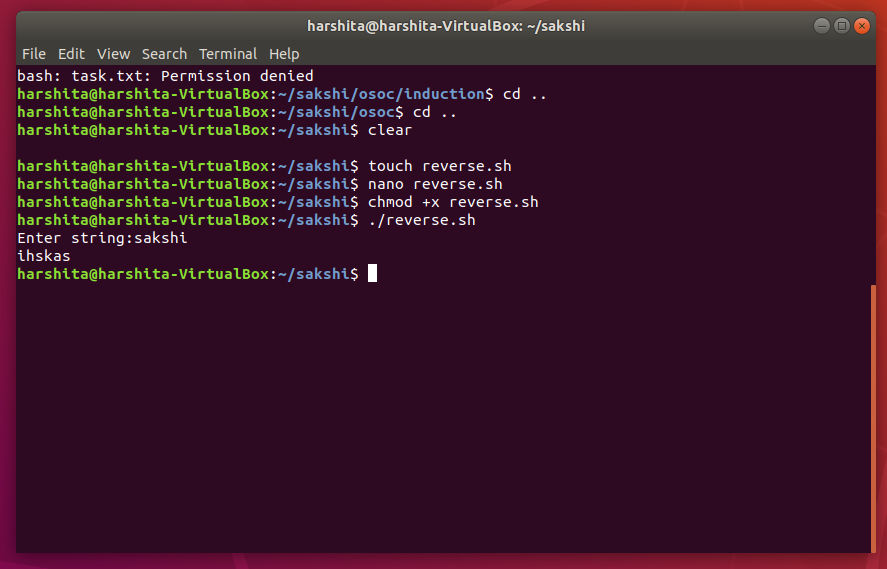 harshita@harshita-VirtualBox: ~/sakshi
File Edit View Search Terminal Help
bash: task.txt: Permission denied
harshita@harshita-VirtualBox:~/sakshi/osoc/induction$ cd ..
harshita@harshita-VirtualBox:~/sakshi/osoc$ cd ..
harshita@harshita-VirtualBox:~/sakshi$ clear
harshita@harshita-VirtualBox:~/sakshi$ touch reverse.sh
harshita@harshita-VirtualBox:~/sakshi$ nano reverse.sh
harshita@harshita-VirtualBox:~/sakshi$ chmod +x reverse.sh
harshita@harshita-VirtualBox:~/sakshi$ ./reverse.sh
Enter string:sakshi
ihskas
harshita@harshita-VirtualBox:~/sakshi$